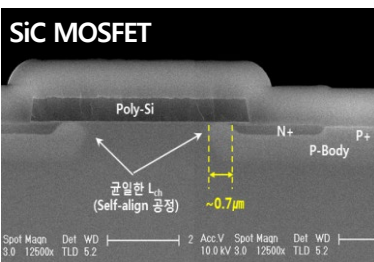 SiC MOSFET
Poly-Si
N+
P+
P-Body
균일한 Lch
(Self-align 공정)
~0.7μm
Spot Magn Det WD
3.0 12500x TLD 5.2
2
Acc.V Spot Magn Det WD
10.0 kV 3.0 12500x TLD 5.2